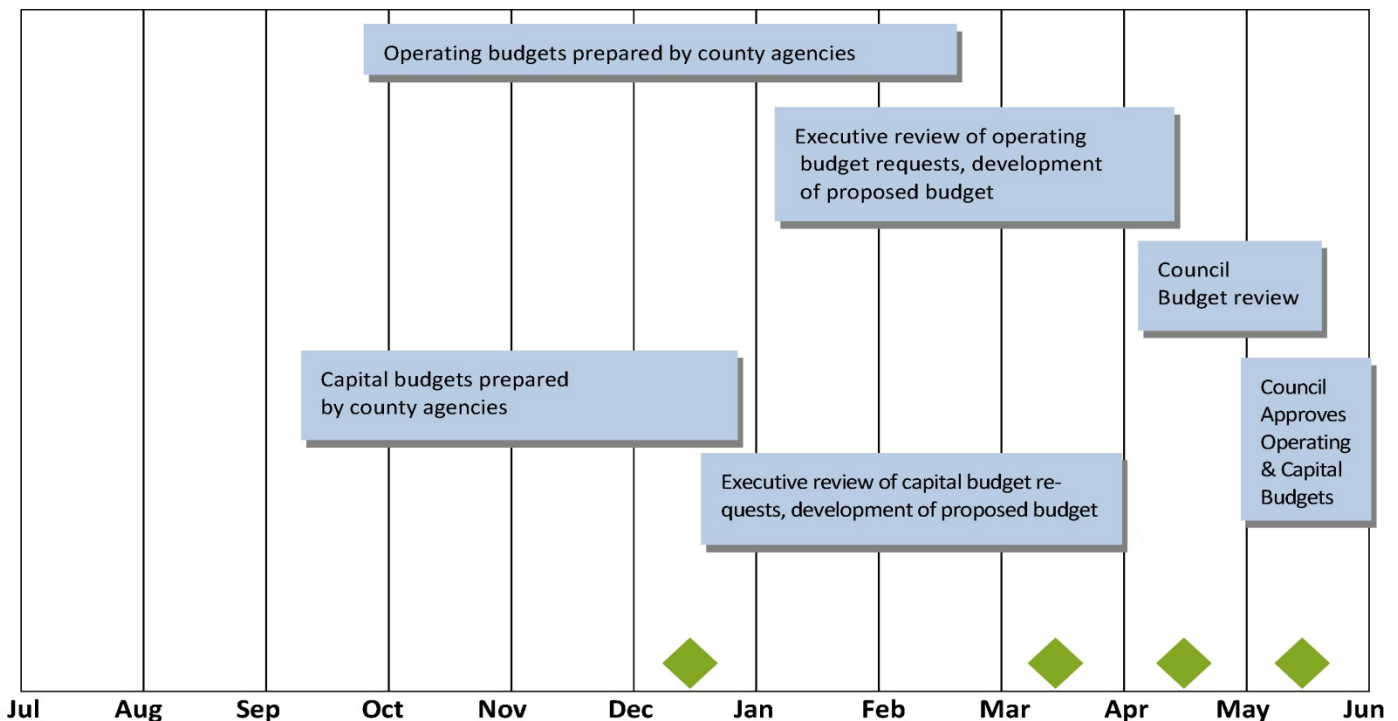 Operating budgets prepared by county agencies
Executive review of operating
budget requests, development
of proposed budget
Council
Budget review
Capital budgets prepared
by county agencies
Council
Approves
Operating
& Capital
Budgets
Executive review of capital budget re-
quests, development of proposed budget
Jul Aug Sep Oct Nov Dec Jan Feb Mar Apr May Jun